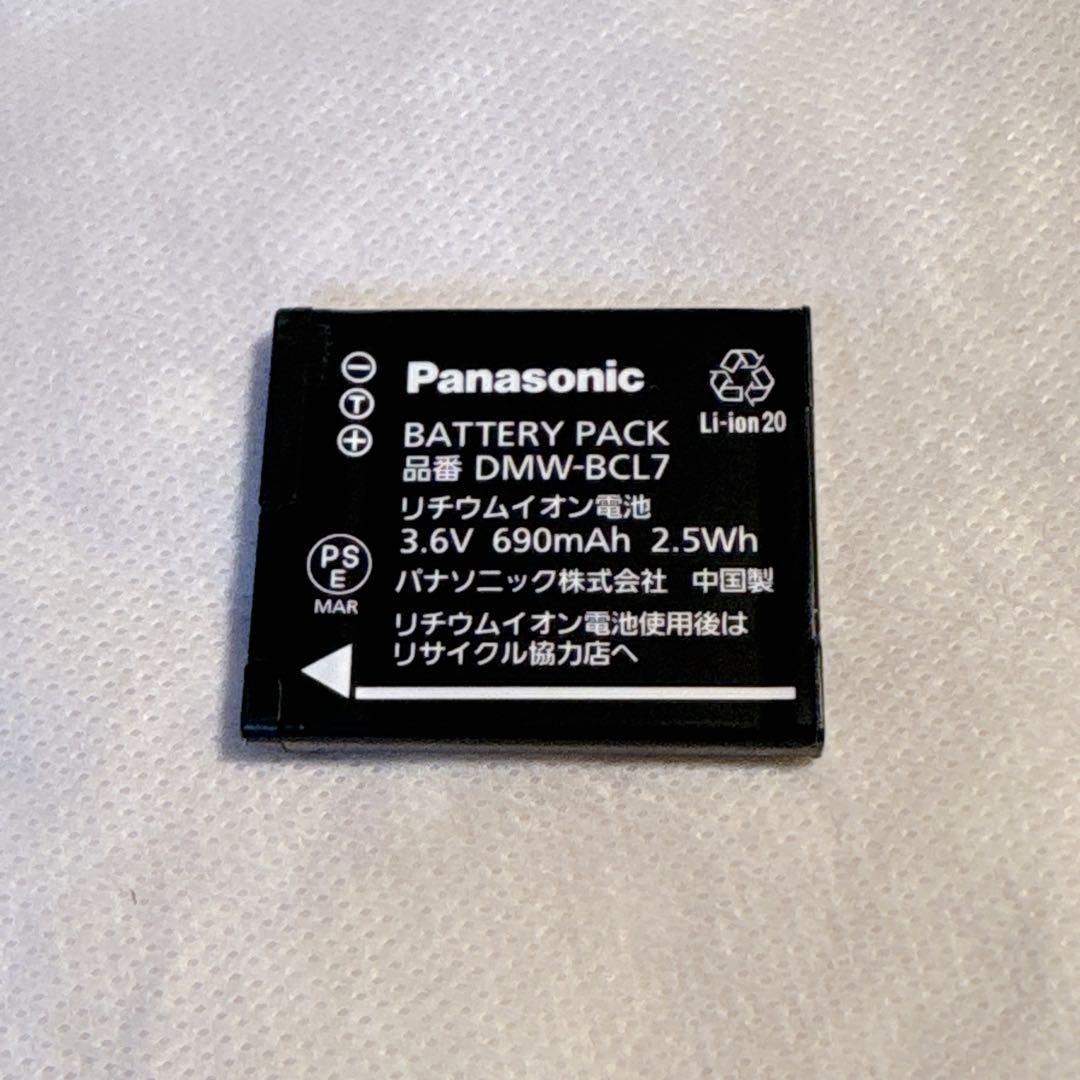 Panasonic
BATTERY PACK
品番 DMW-BCL7
リチウムイオン電池
3.6V 690mAh 2.5Wh
パナソニック株式会社 中国製
リチウムイオン電池使用後は
リサイクル協力店へ
Li-ion20
−
T
+
PS
E
MAR